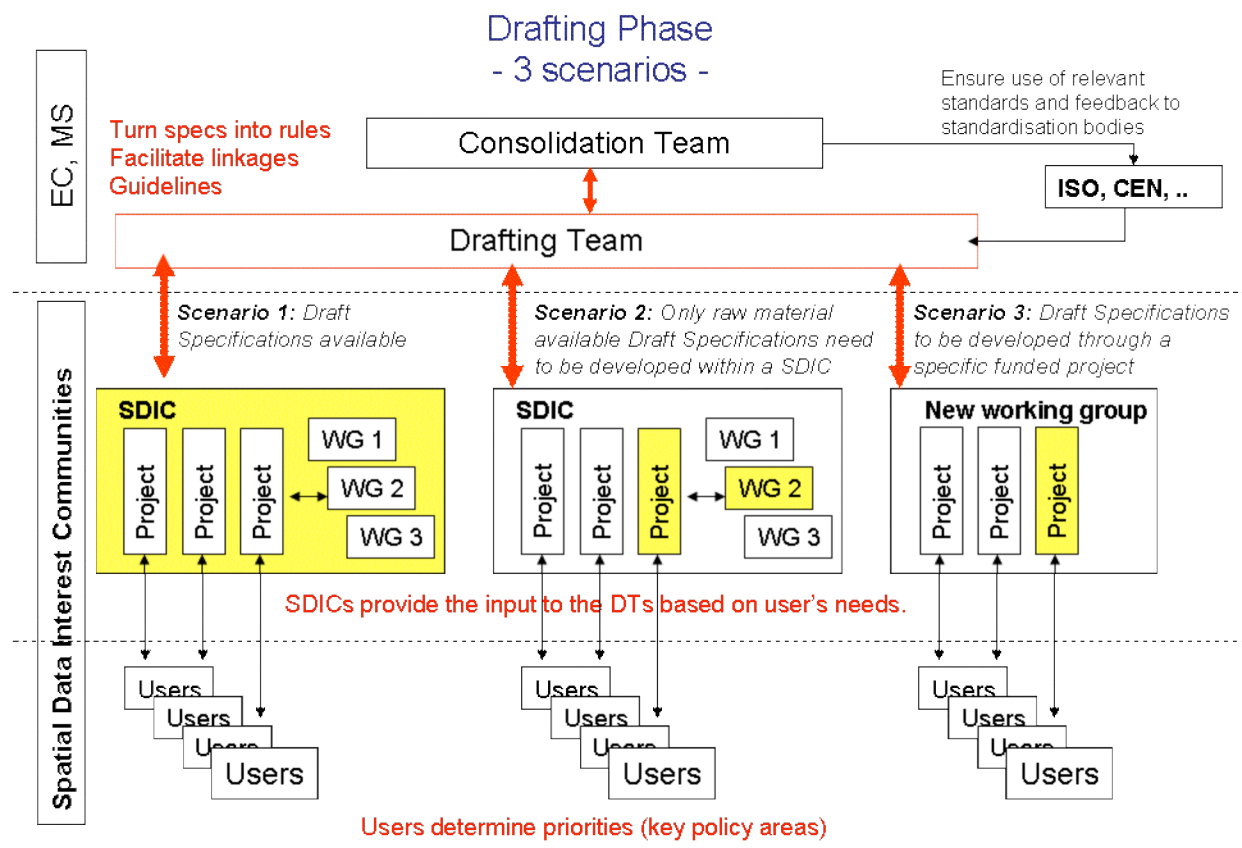 Drafting Phase
- 3 scenarios -
EC, MS
Ensure use of relevant
standards and feedback to
standardisation bodies
Turn specs into rules
Facilitate linkages
Guidelines
Consolidation Team
ISO, CEN, ..
Drafting Team
Spatial Data Interest Communities
Scenario 1: Draft
Specifications available
Scenario 2: Only raw material
available Draft Specifications need
to be developed within a SDIC
Scenario 3: Draft Specifications
to be developed through a
specific funded project
SDIC
Project
Project
Project
WG 1
WG 2
WG 3
SDIC
Project
Project
Project
WG 1
WG 2
WG 3
New working group
Project
Project
Project
SDICs provide the input to the DTs based on user's needs.
Users
Users
Users
Users
Users
Users
Users
Users
Users
Users
Users
Users
Users determine priorities (key policy areas)